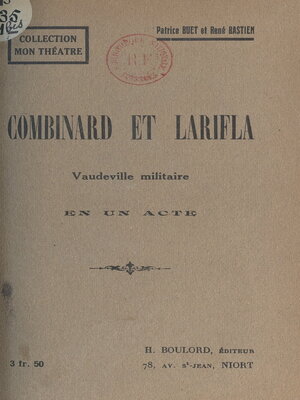 COLLECTION
MON THÉATRE
Patrice BUET et René BASTIEN
COMBINARD ET LARIFLA
Vaudeville militaire
EN UN ACTE
H. BOULORD, ÉDITEUR
3 fr. 50
78, AV. St-JEAN, NIORT